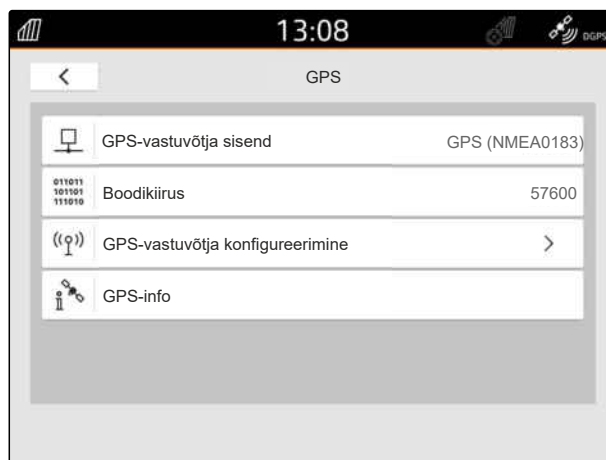 13:08
DGPS
GPS
GPS-vastuvõtja sisend GPS (NMEA0183)
011011
101101
111010
Boodikiirus 57600
GPS-vastuvõtja konfigureerimine
GPS-info